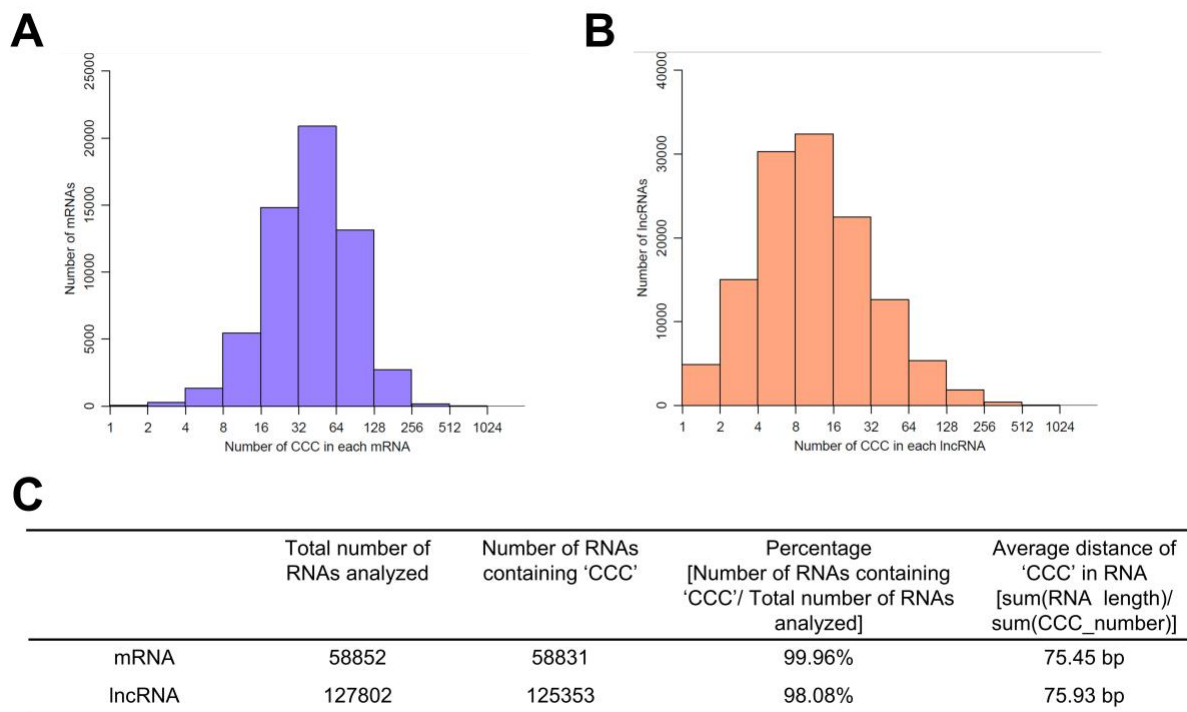 A
B
25000
20000
15000
10000
5000
0
Number of mRNAs
1 2 4 8 16 32 64 128 256 512 1024
Number of CCC in each mRNA
40000
30000
20000
10000
0
Number of lncRNAs
1 2 4 8 16 32 64 128 256 512 1024
Number of CCC in each lncRNA
C
Total number of RNAs analyzed
Number of RNAs containing ‘CCC’
Percentage [Number of RNAs containing ‘CCC’/ Total number of RNAs analyzed]
Average distance of ‘CCC’ in RNA [sum(RNA length)/ sum(CCC_number)]
mRNA 58852 58831 99.96% 75.45 bp
lncRNA 127802 125353 98.08% 75.93 bp